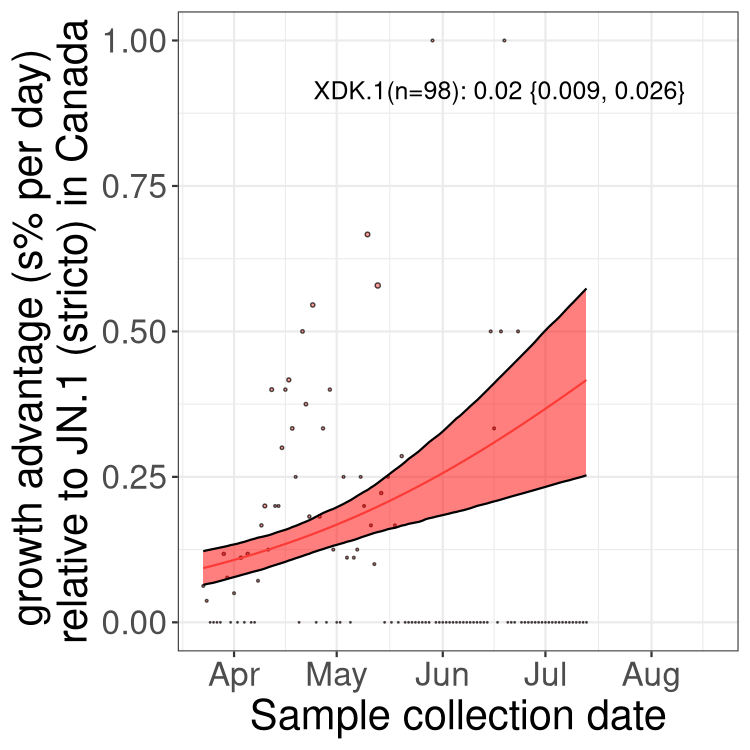 growth advantage (s% per day)
relative to JN.1 (stricto) in Canada
1.00
0.75
0.50
0.25
0.00
XDK.1(n=98): 0.02 {0.009, 0.026}
Apr May Jun Jul Aug
Sample collection date